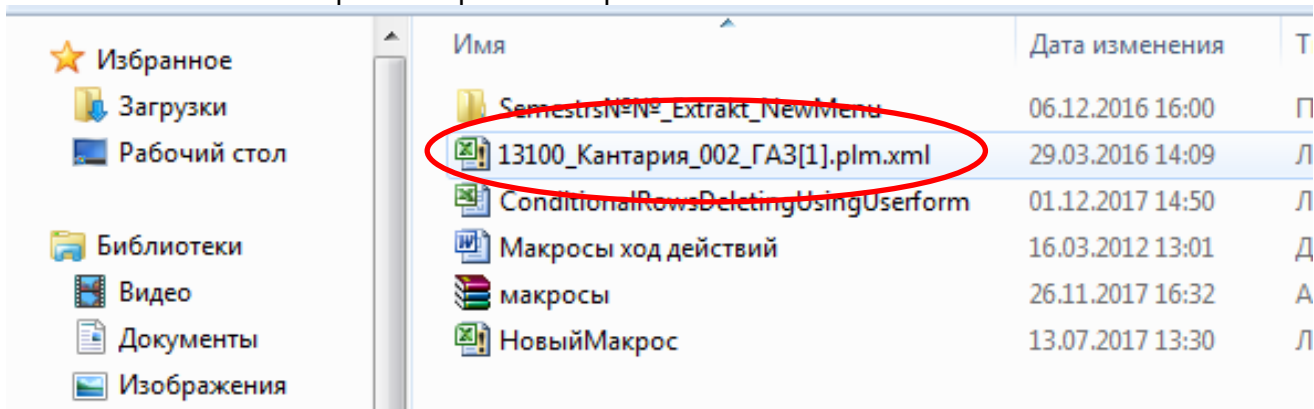 Избранное
Загрузки
Рабочий стол
Библиотеки
Видео
Документы
Изображения
Имя Дата изменения Т
SemestrsNºNº_Extrakt_NewMenu 06.12.2016 16:00 П
13100_Кантария_002_ГАЗ[1].plm.xml 29.03.2016 14:09 Л
ConditionalRowsDeletingUsingUserform 01.12.2017 14:50 Л
Макросы ход действий 16.03.2012 13:01 Д
макросы 26.11.2017 16:32 А
НовыйМакрос 13.07.2017 13:30 Л